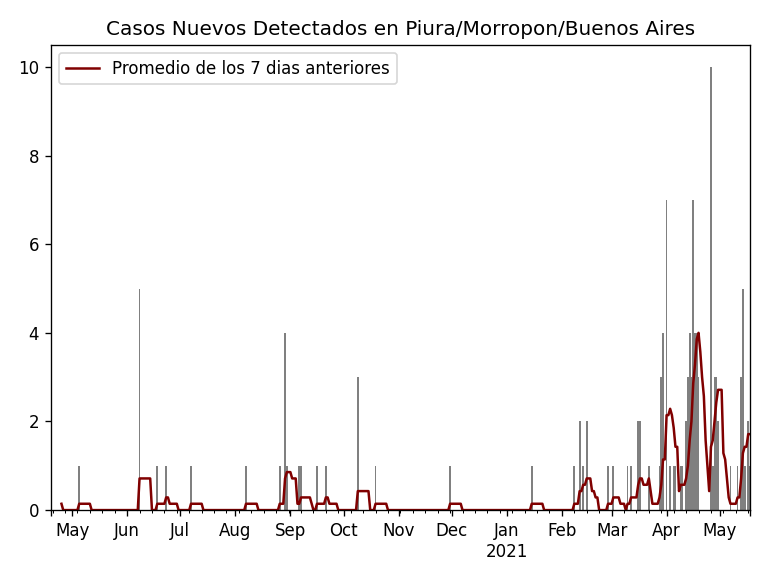 Casos Nuevos Detectados en Piura/Morropon/Buenos Aires
Promedio de los 7 dias anteriores
10
8
6
4
2
0
May Jun Jul Aug Sep Oct Nov Dec Jan Feb Mar Apr May
2021